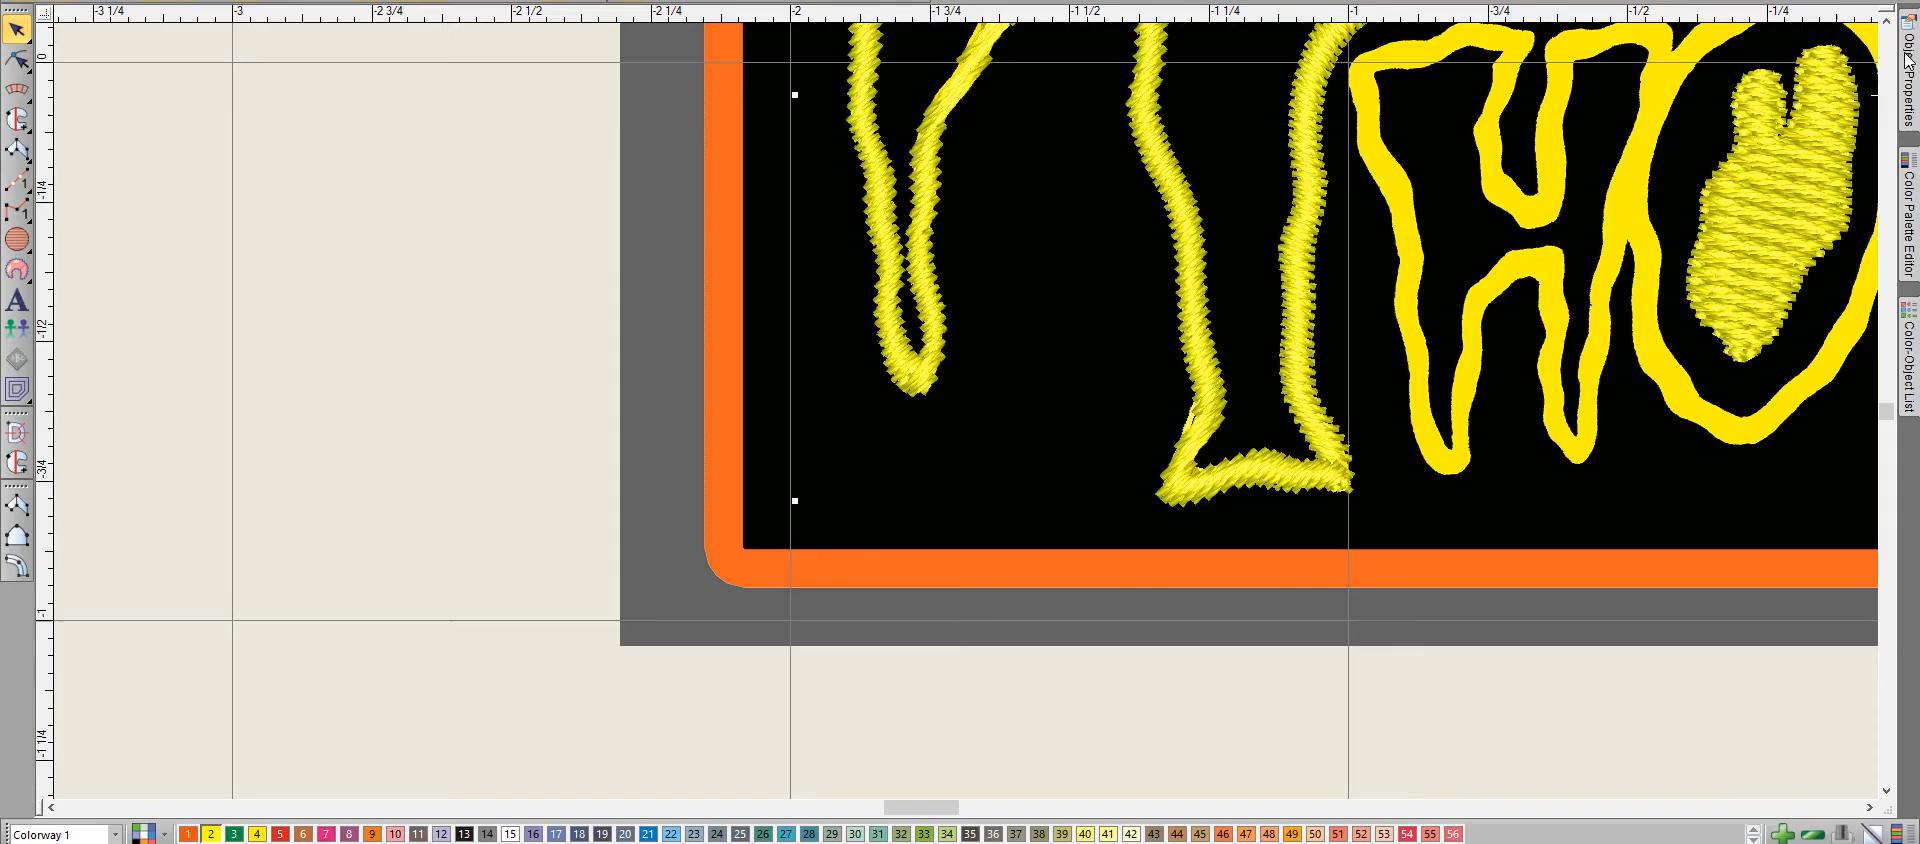 -3 1/4 -3 -2 3/4 -2 1/2 -2 1/4 -2 -1 3/4 -1 1/2 -1 1/4 -1 -3/4 -1/2 -1/4
0
-1/4
-1/2
-3/4
-1
-1 1/4
A
1
1
Properties
Color Palette Editor
Color-Object List
HO
Colorway 1
1 2 3 4 5 6 7 8 9 10 11 12 13 14 15 16 17 18 19 20 21 22 23 24 25 26 27 28 29 30 31 32 33 34 35 36 37 38 39 40 41 42 43 44 45 46 47 48 49 50 51 52 53 54 55 56